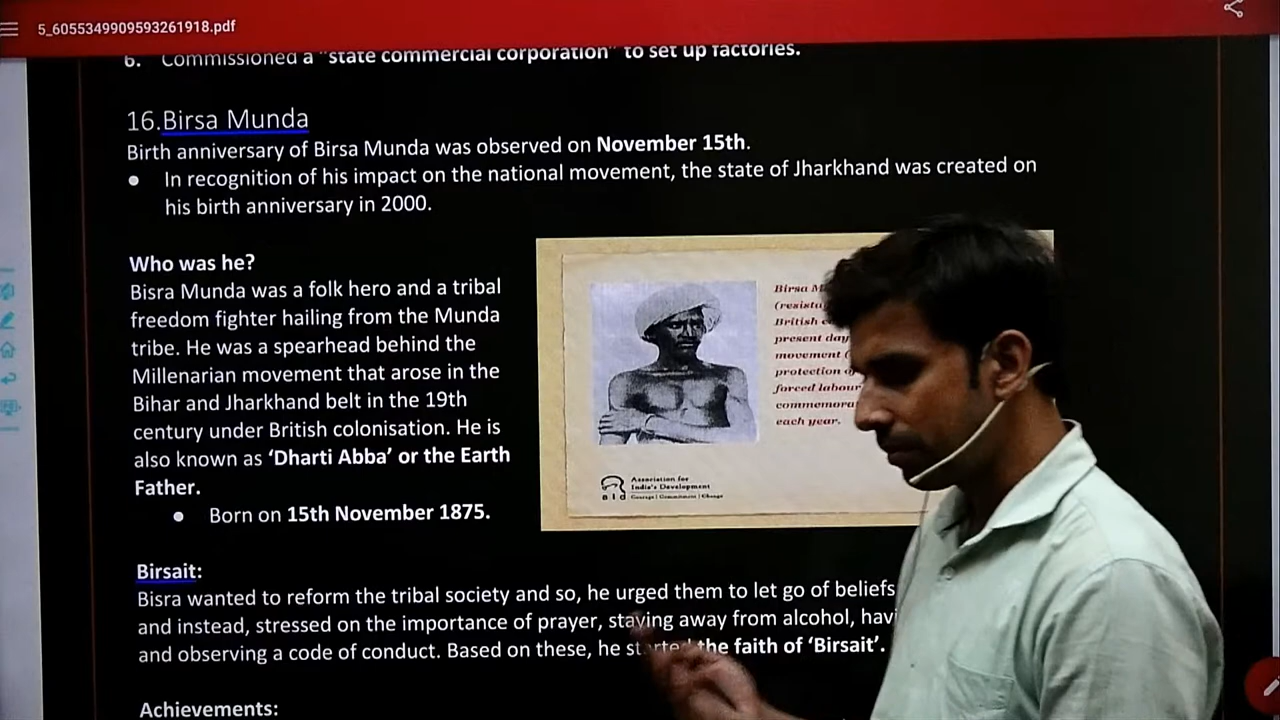 5_6055349909593261918.pdf
6. Commissioned a "state commercial corporation" to set up factories.
16.Birsa Munda
Birth anniversary of Birsa Munda was observed on November 15th.
● In recognition of his impact on the national movement, the state of Jharkhand was created on
his birth anniversary in 2000.
Who was he?
Bisra Munda was a folk hero and a tribal
freedom fighter hailing from the Munda
tribe. He was a spearhead behind the
Millenarian movement that arose in the
Bihar and Jharkhand belt in the 19th
century under British colonisation. He is
also known as ‘Dharti Abba’ or the Earth
Father.
● Born on 15th November 1875.
Birsa
British
present day
movement
protection
forced labour
each year.
aid
Association for
India's Development
Courage | Commitment | Change
Birsait:
Bisra wanted to reform the tribal society and so, he urged them to let go of beliefs
and instead, stressed on the importance of prayer, staying away from alcohol,
and observing a code of conduct. Based on these, he started the faith of ‘Birsait’.
Achievements: